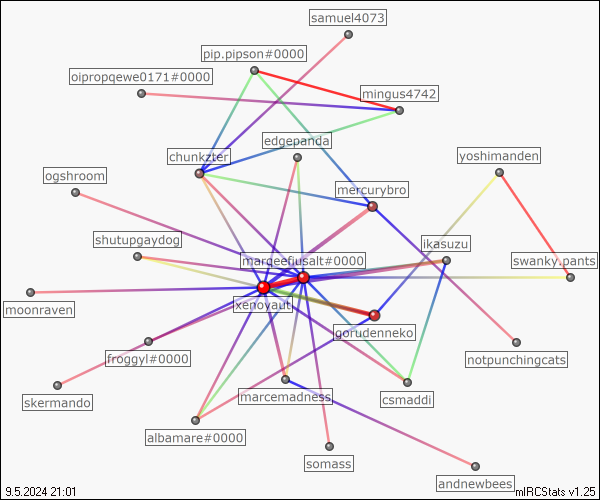 samuel4073
pip.pipson#0000
oipropqewe0171#0000
mingus4742
edgepanda
chunkzter
yoshimanden
ogshroom
mercurybro
shutupgaydog
ikasuzu
marqeefusalt#0000
swanky.pants
xenovaut
moonraven
gorudenneko
froggyl#0000
notpunchingcats
skermando
marcemadness
csmaddi
albamare#0000
somass
andnewbees
9.5.2024 21:01
mIRCStats v1.25